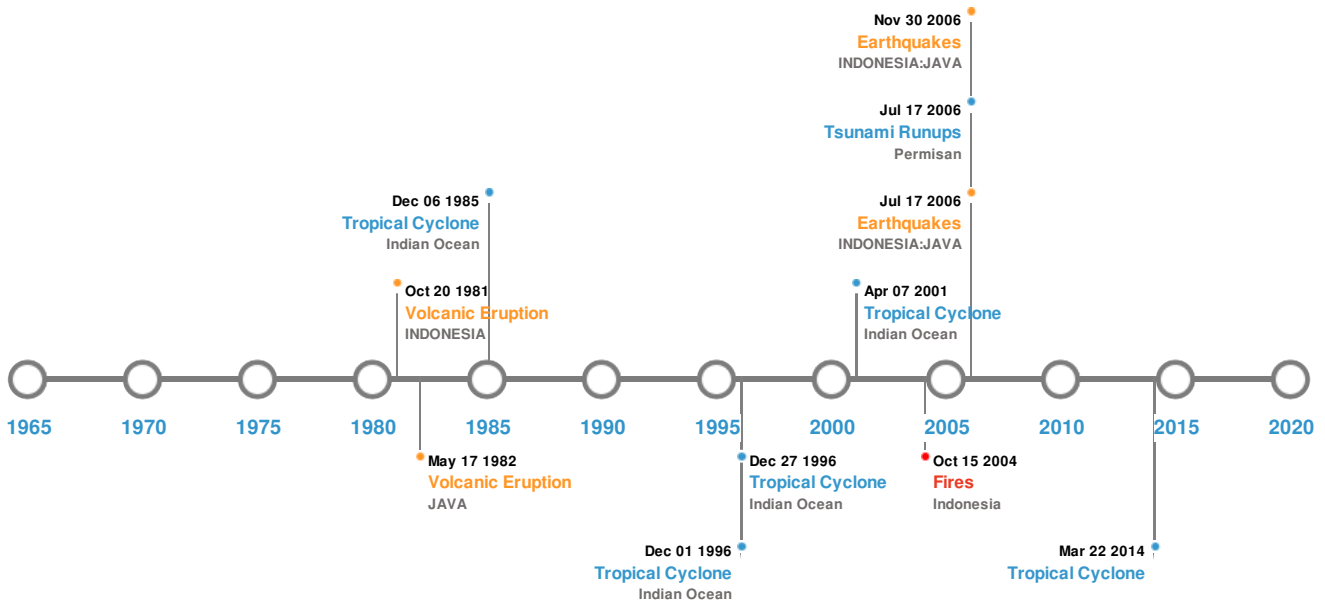 Nov 30 2006
Earthquakes
INDONESIA:JAVA
Jul 17 2006
Tsunami Runups
Permisan
Dec 06 1985
Tropical Cyclone
Indian Ocean
Jul 17 2006
Earthquakes
INDONESIA:JAVA
Oct 20 1981
Volcanic Eruption
INDONESIA
Apr 07 2001
Tropical Cyclone
Indian Ocean
1965 1970 1975 1980 1985 1990 1995 2000 2005 2010 2015 2020
May 17 1982
Volcanic Eruption
JAVA
Dec 27 1996
Tropical Cyclone
Indian Ocean
Oct 15 2004
Fires
Indonesia
Dec 01 1996
Tropical Cyclone
Indian Ocean
Mar 22 2014
Tropical Cyclone